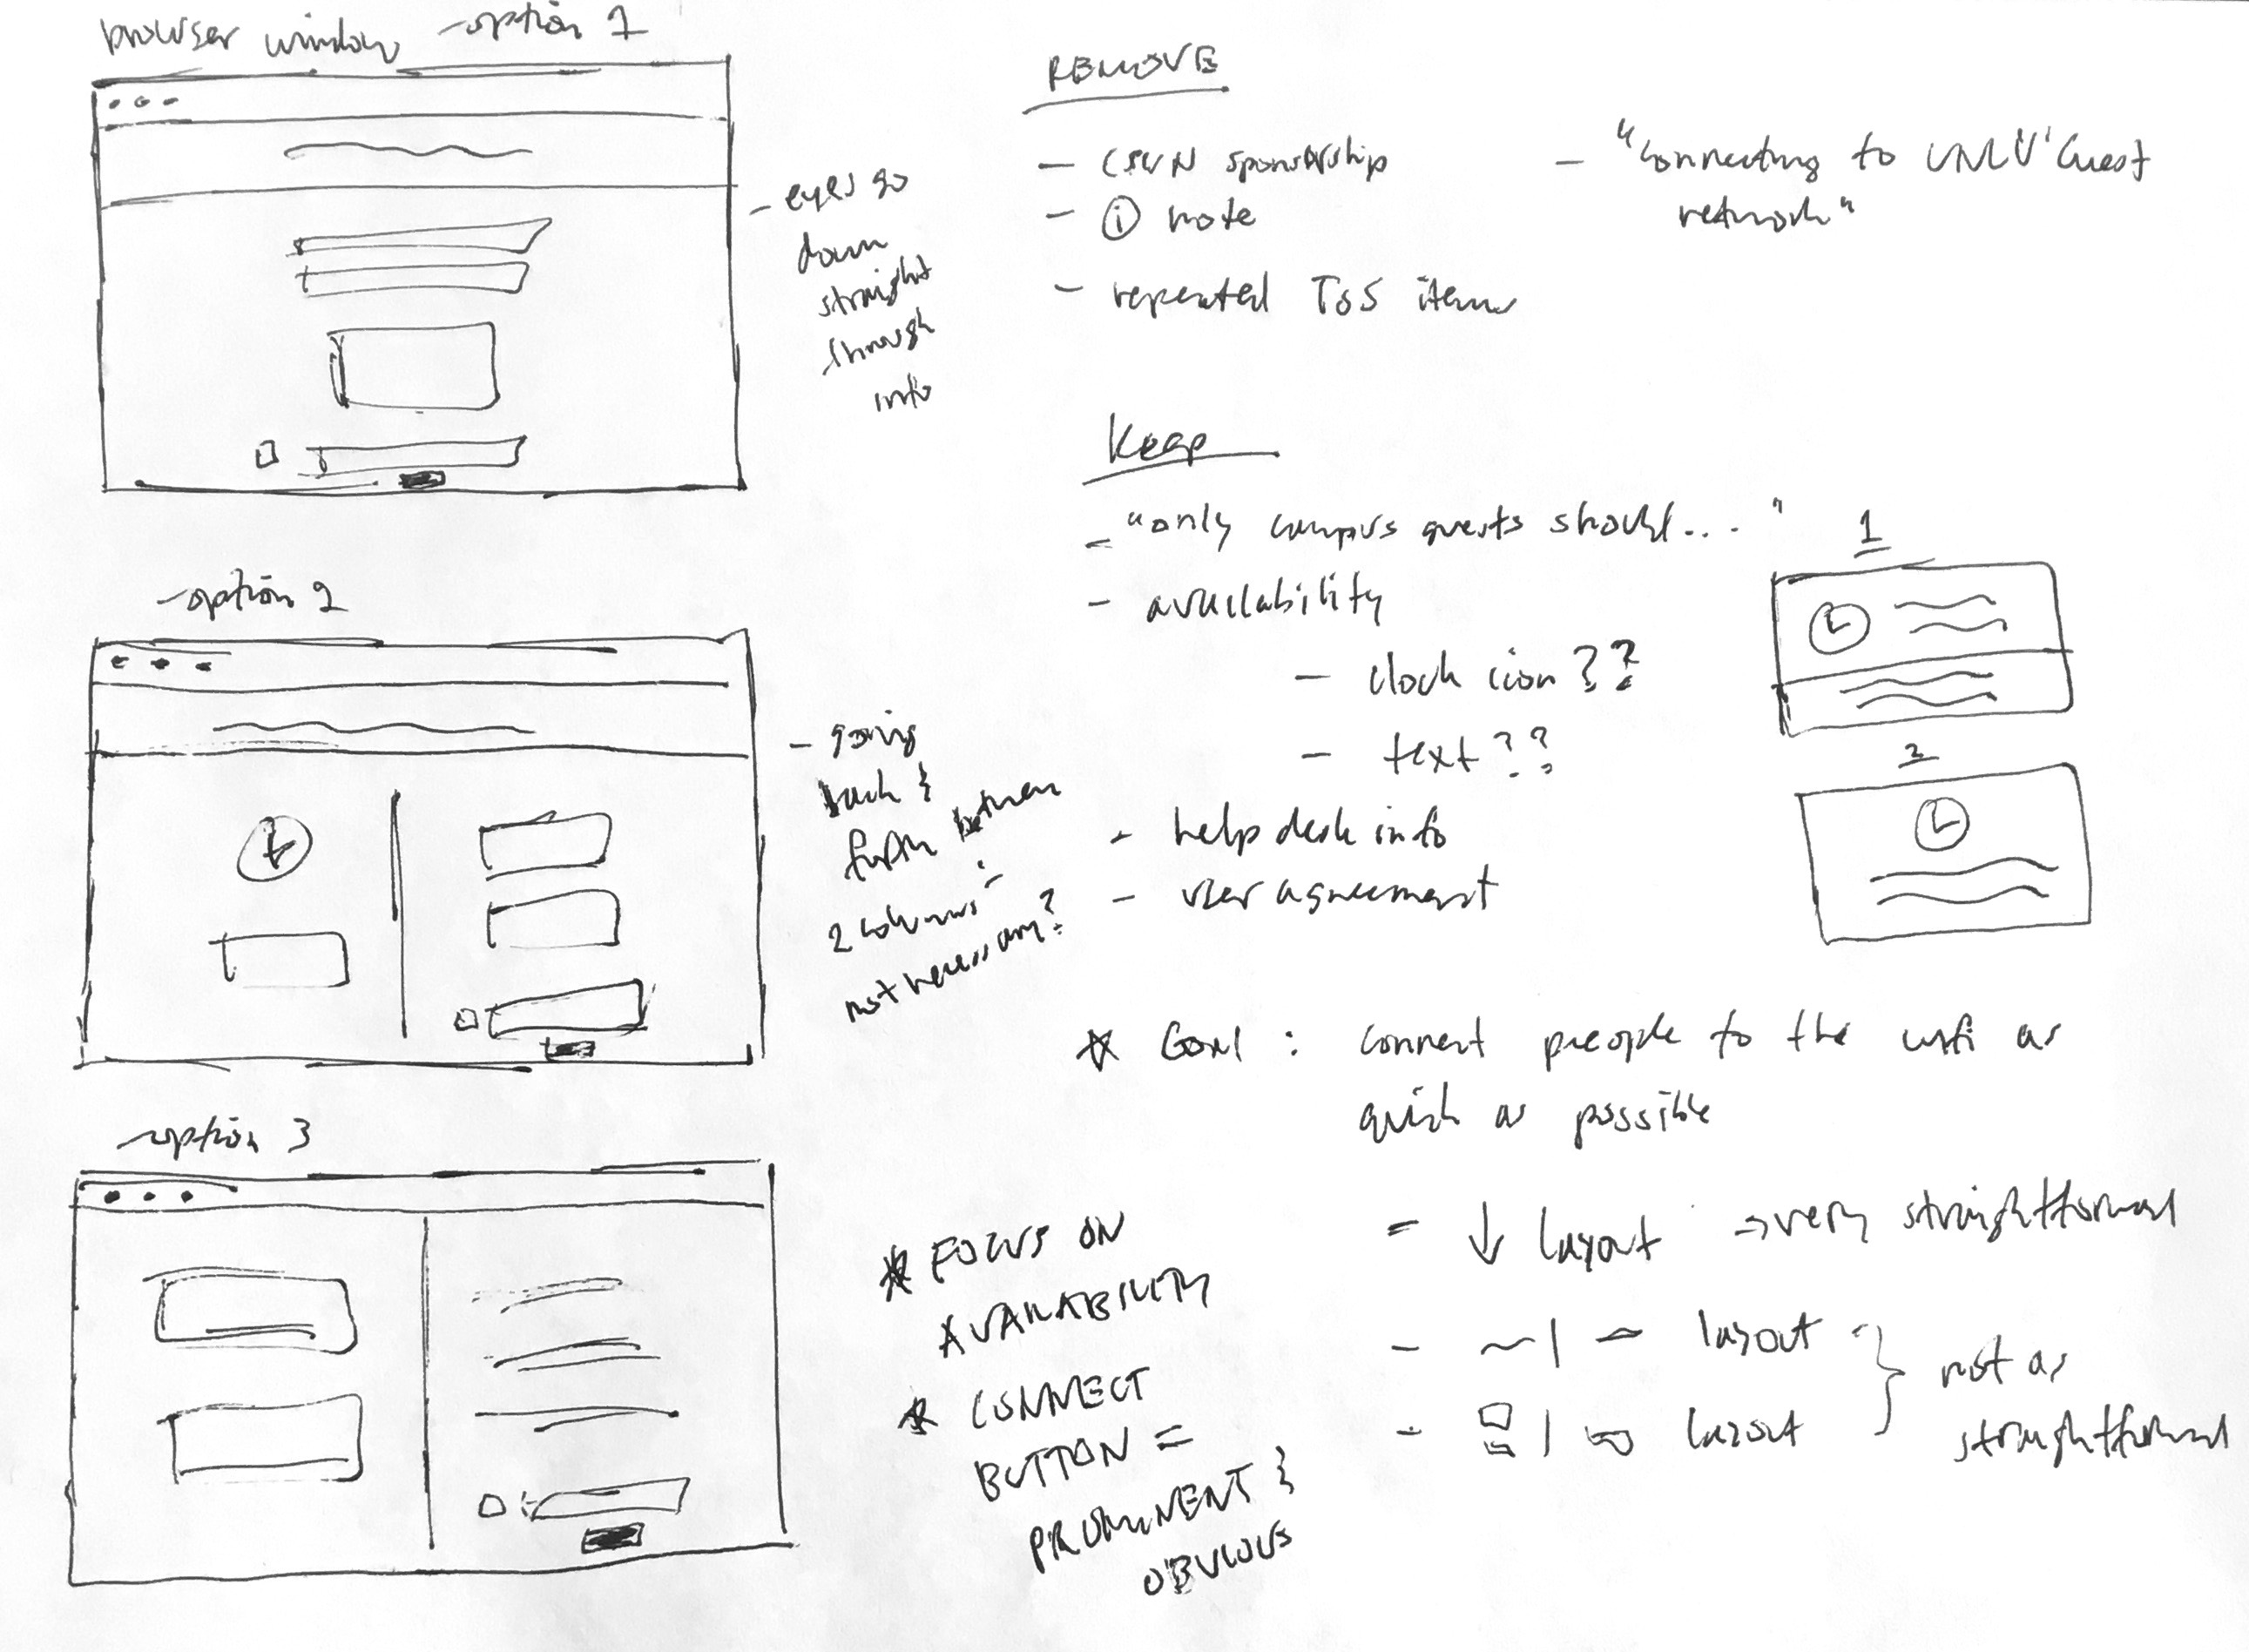 browser window - option 1
- eyes go
down
straight
through
info
REMOVE
- CSUN sponsorship
- ⓘ note
- repeated ToS items
- "connecting to UNLV Guest
network"
Keep
- "only campus guests should... "
- availability
- clock icon ??
- text ??
- help desk info
- user agreement
1
2
- option 2
- going
back &
forth between
2 columns -
not necessary?
☆ Goal : connect people to the wifi as
quick as possible
= ↓ layout → very straightforward
- ~ | - layout
- | layout
} not as
straightforward
- option 3
* FOCUS ON
AVAILABILITY
* CONNECT
BUTTON =
PROMINENT &
OBVIOUS